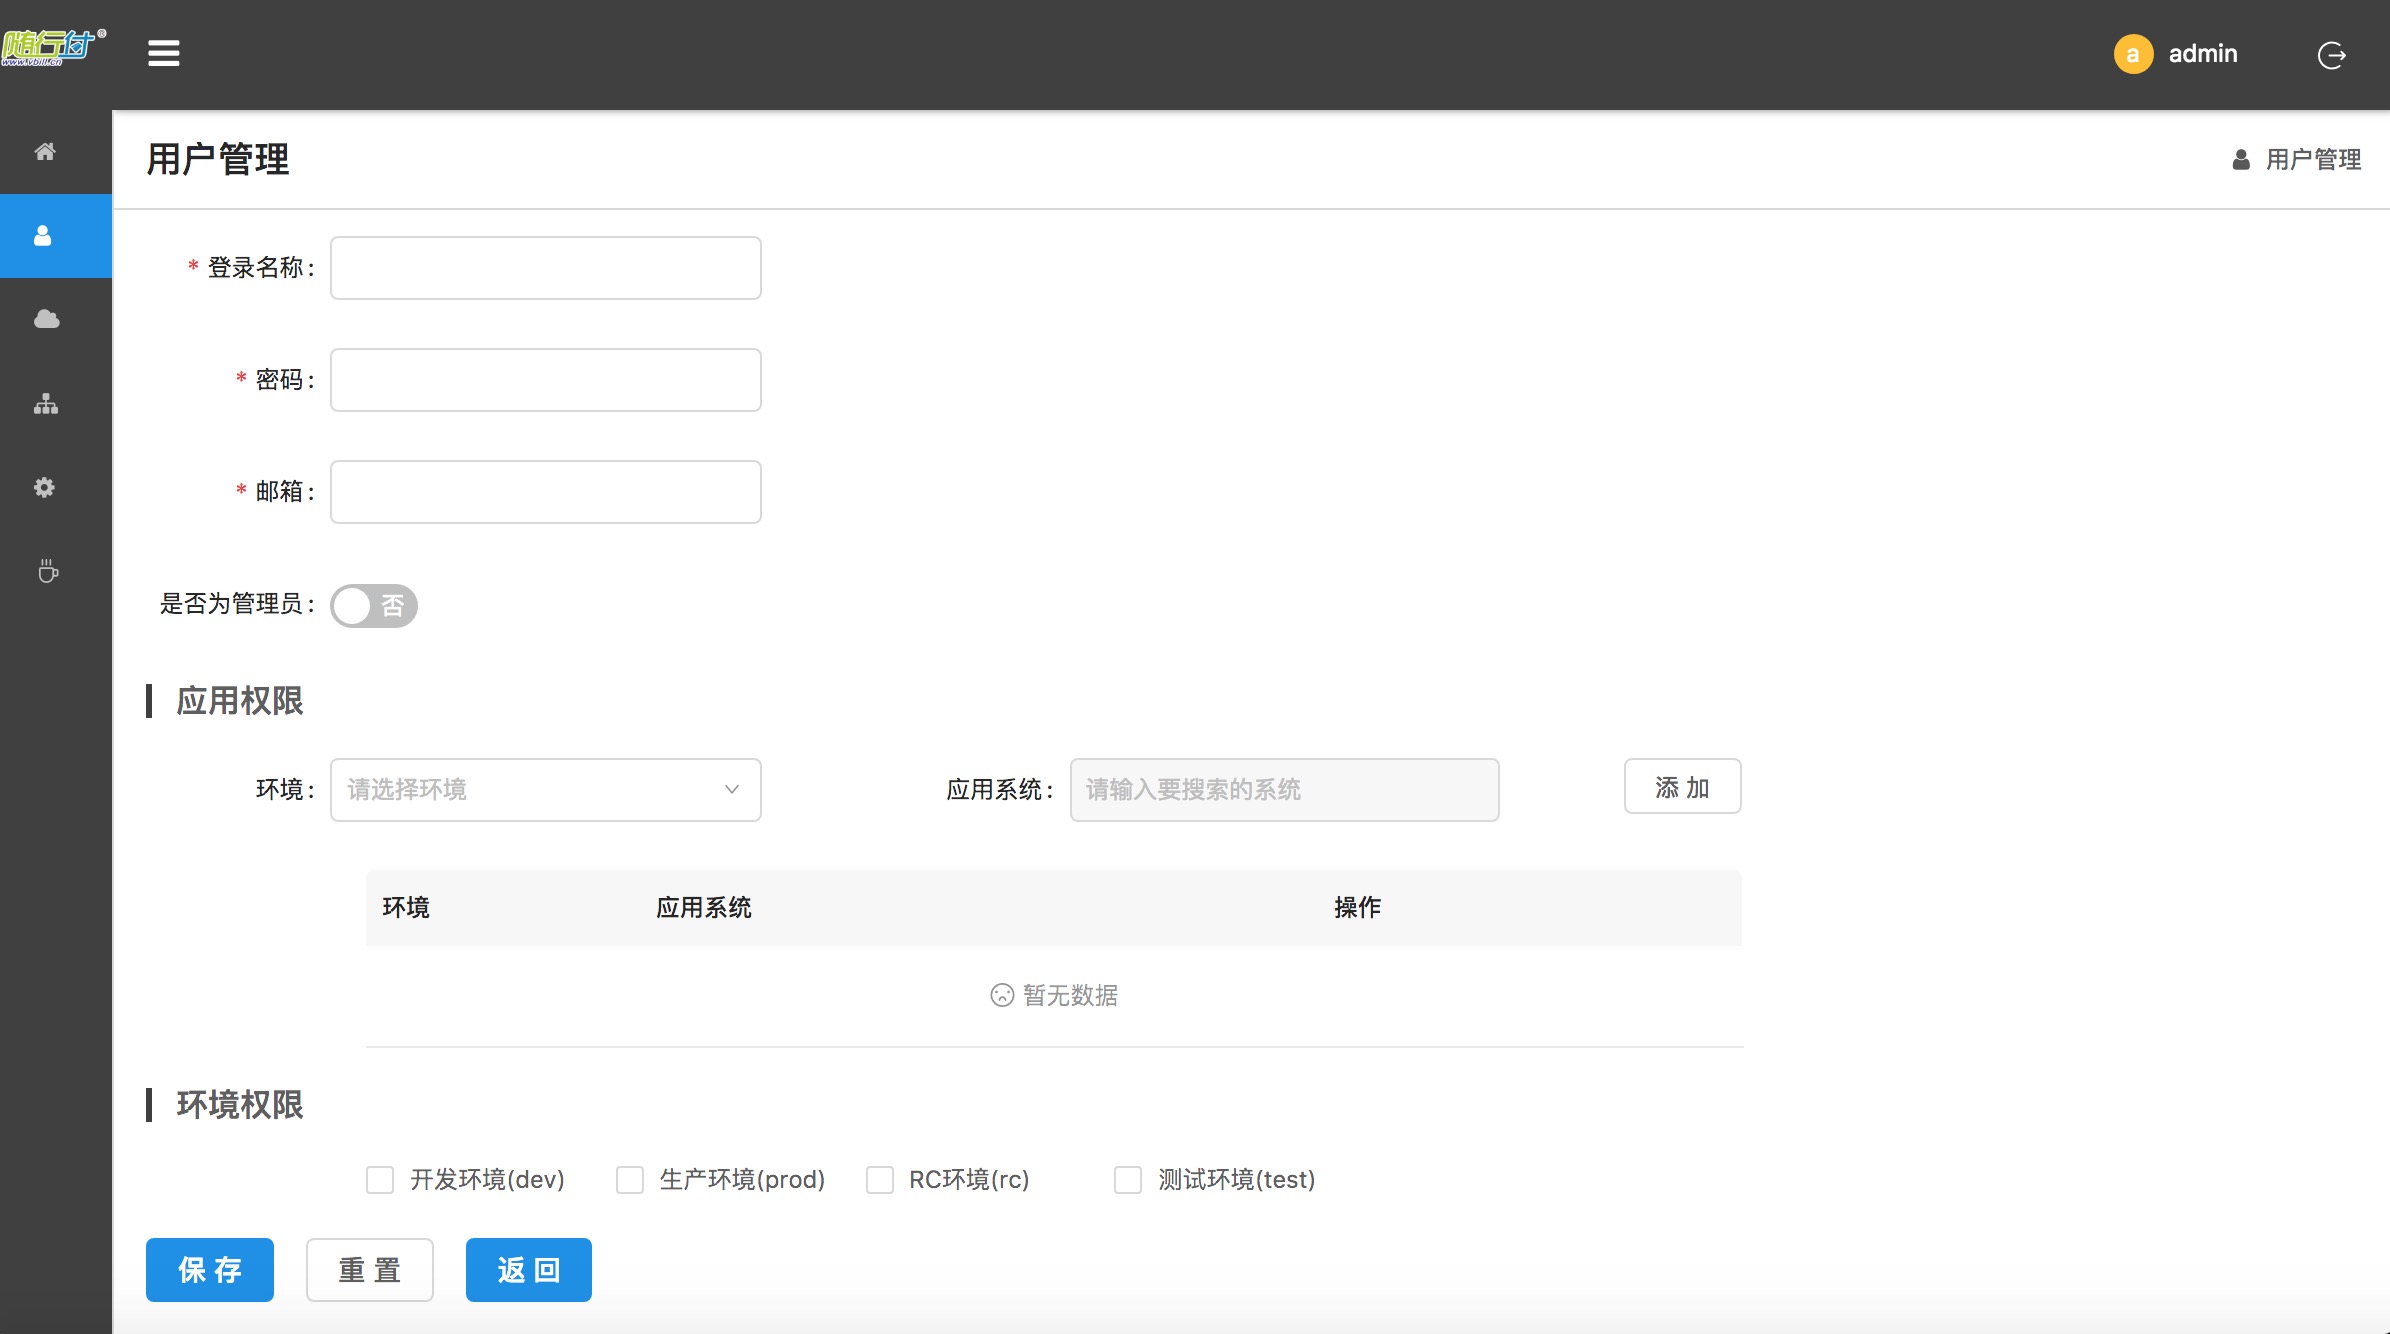 随行付®
www.vbill.cn
a admin
用户管理
用户管理
* 登录名称:
* 密码:
* 邮箱:
是否为管理员: 否
应用权限
环境: 请选择环境 应用系统: 请输入要搜索的系统 添 加
环境 应用系统 操作
暂无数据
环境权限
开发环境(dev) 生产环境(prod) RC环境(rc) 测试环境(test)
保 存 重 置 返 回